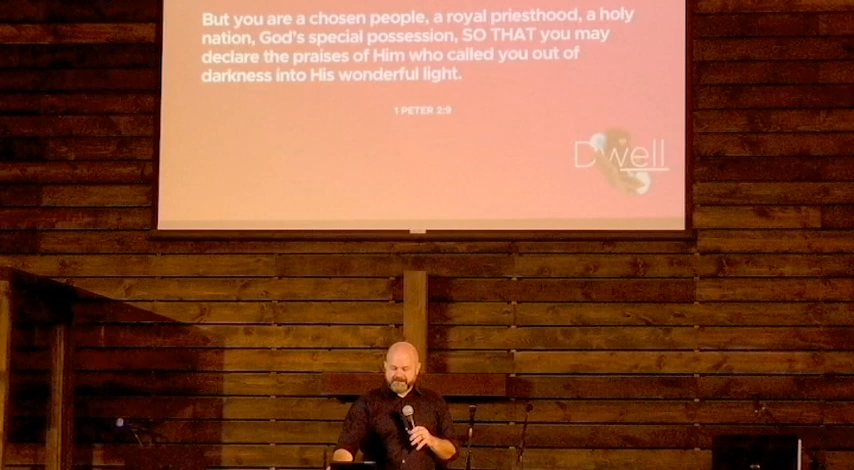 But you are a chosen people, a royal priesthood, a holy
nation, God's special possession, SO THAT you may
declare the praises of Him who called you out of
darkness into His wonderful light.
1 PETER 2:9
Dwell